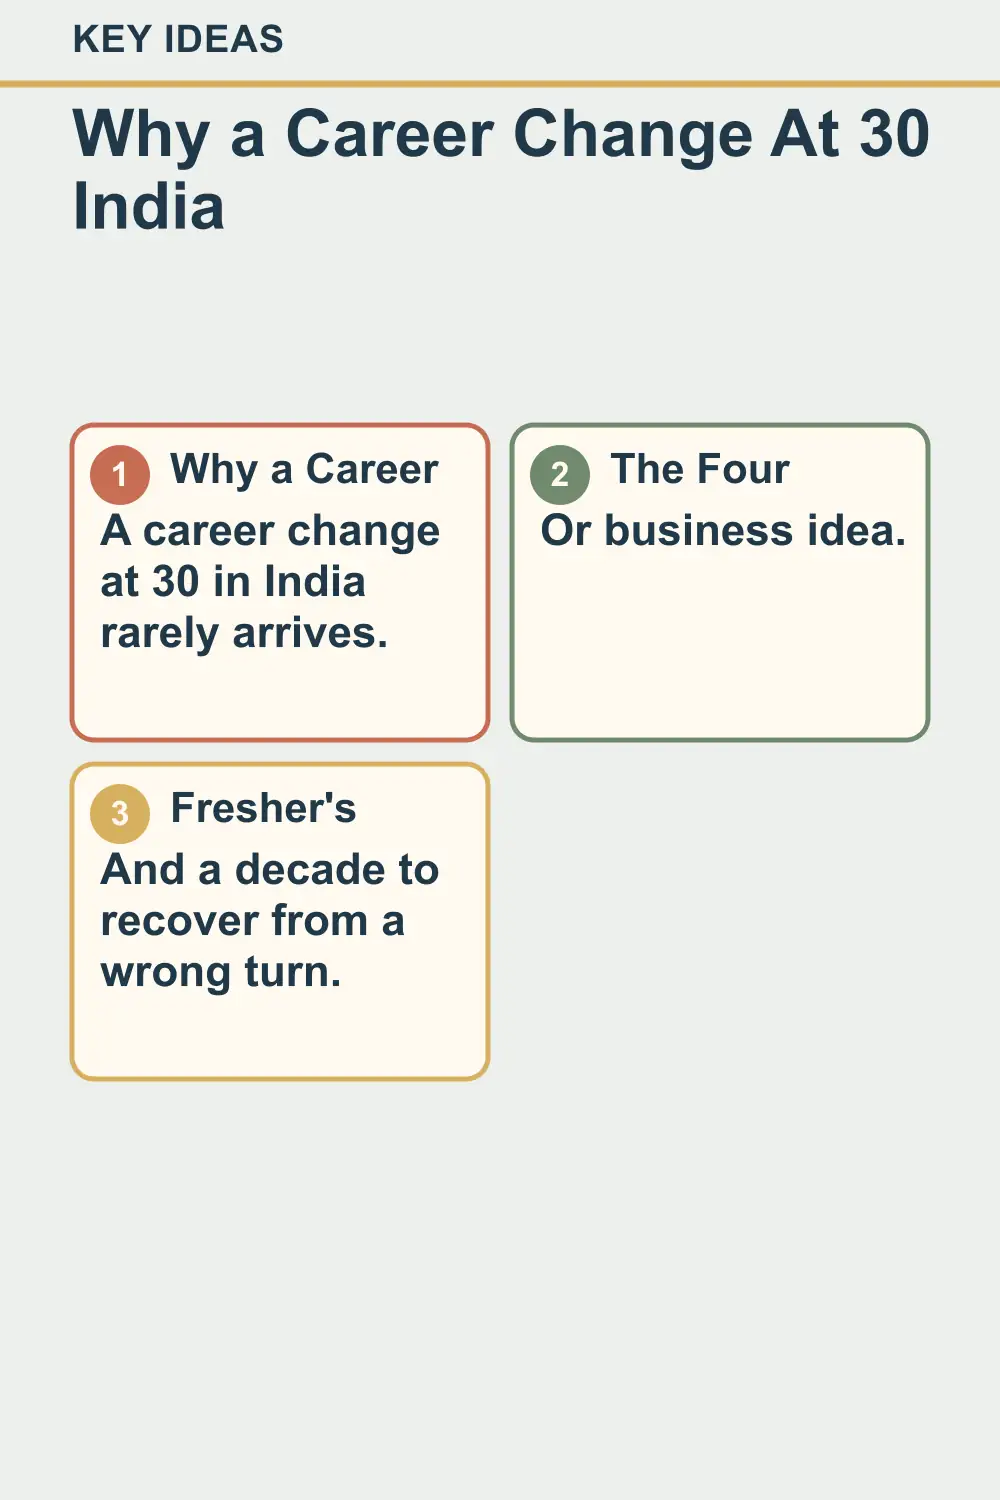 KEY IDEAS
Why a Career Change At 30
India
1 Why a Career
A career change
at 30 in India
rarely arrives.
2 The Four
Or business idea.
3 Fresher's
And a decade to
recover from a
wrong turn.